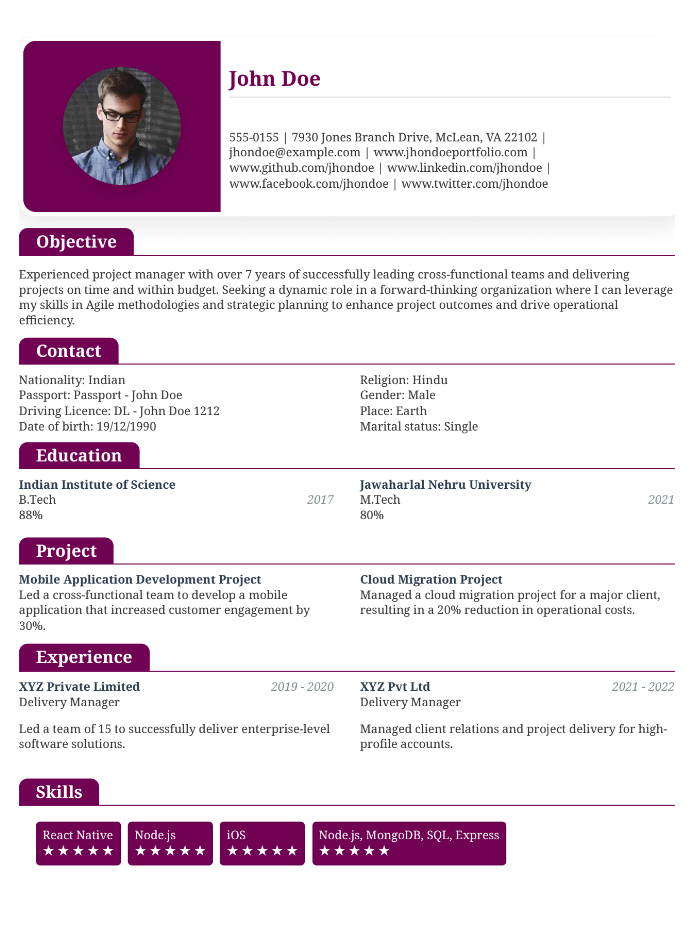 John Doe
555-0155 | 7930 Jones Branch Drive, McLean, VA 22102 |
jhondoe@example.com | www.jhondoeportfolio.com |
www.github.com/jhondoe | www.linkedin.com/jhondoe |
www.facebook.com/jhondoe | www.twitter.com/jhondoe
Objective
Experienced project manager with over 7 years of successfully leading cross-functional teams and delivering
projects on time and within budget. Seeking a dynamic role in a forward-thinking organization where I can leverage
my skills in Agile methodologies and strategic planning to enhance project outcomes and drive operational
efficiency.
Contact
Nationality: Indian
Passport: Passport - John Doe
Driving Licence: DL - John Doe 1212
Date of birth: 19/12/1990
Religion: Hindu
Gender: Male
Place: Earth
Marital status: Single
Education
Indian Institute of Science
B.Tech 2017
88%
Jawaharlal Nehru University
M.Tech 2021
80%
Project
Mobile Application Development Project
Led a cross-functional team to develop a mobile
application that increased customer engagement by
30%.
Cloud Migration Project
Managed a cloud migration project for a major client,
resulting in a 20% reduction in operational costs.
Experience
XYZ Private Limited 2019 - 2020
Delivery Manager
Led a team of 15 to successfully deliver enterprise-level
software solutions.
XYZ Pvt Ltd 2021 - 2022
Delivery Manager
Managed client relations and project delivery for high-
profile accounts.
Skills
React Native
★★★★★
Node.js
★★★★★
iOS
★★★★★
Node.js, MongoDB, SQL, Express
★★★★★